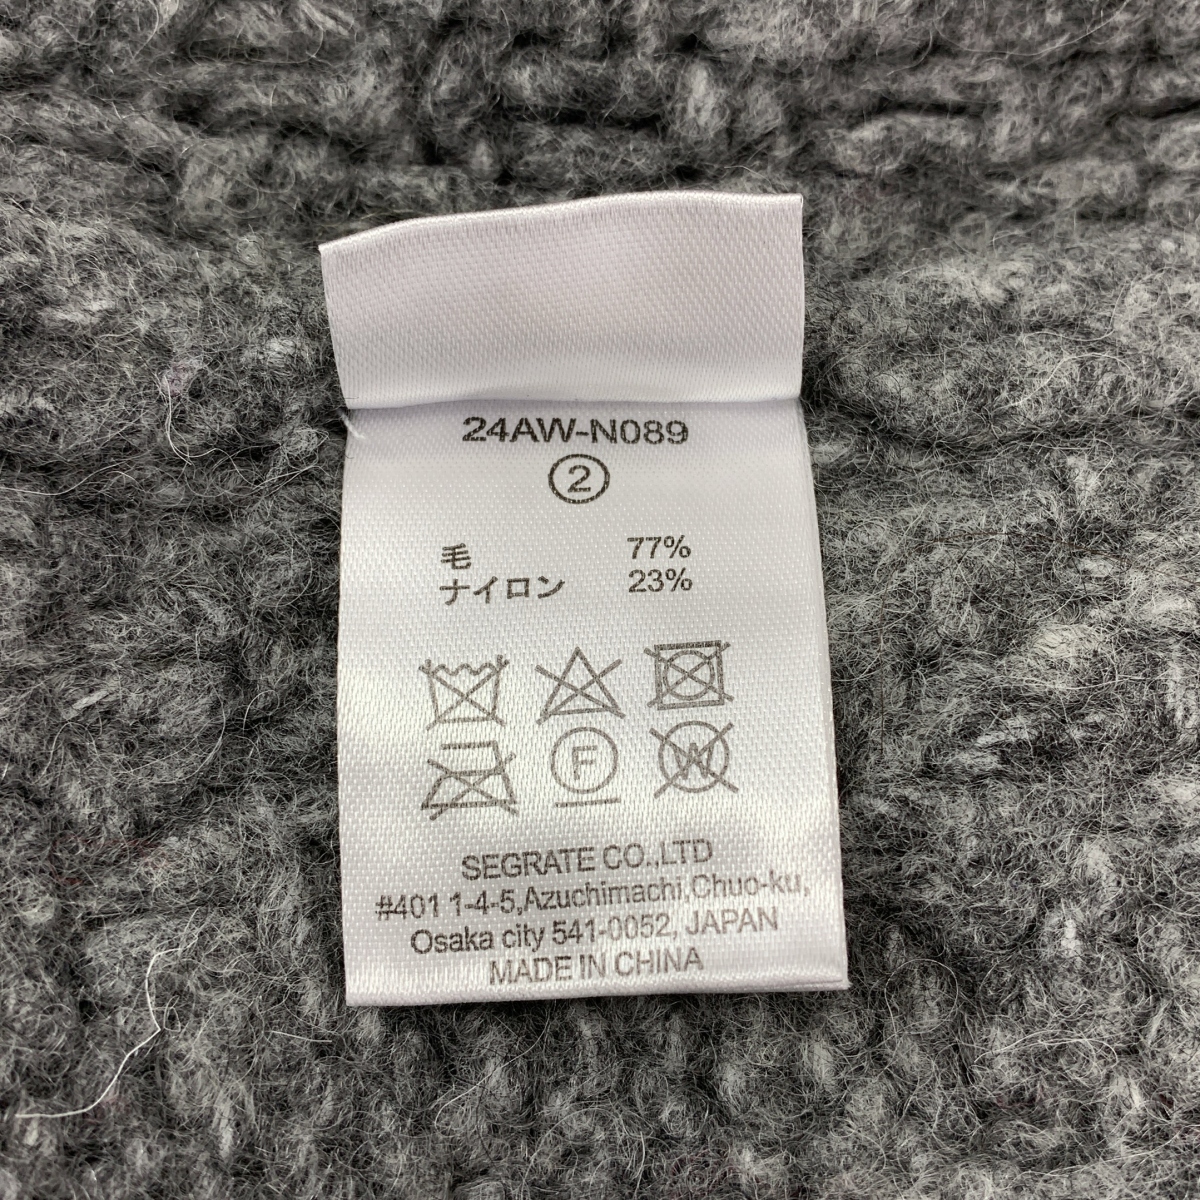 24AW-N089
②
毛 77%
ナイロン 23%
F W
SEGRATE CO.,LTD
#401 1-4-5,Azuchimachi,Chuo-ku,
Osaka city 541-0052, JAPAN
MADE IN CHINA